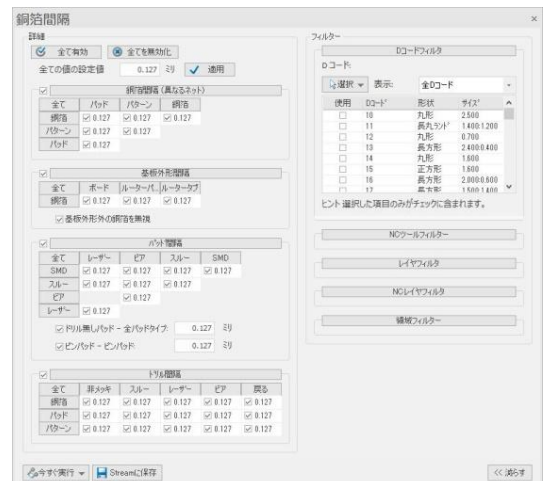 銅箔間隔
詳細
全て有効 全てを無効化
全ての値の設定値 0.127 ミリ 適用
銅箔間隔 (異なるネット)
全て パッド パターン 銅箔
銅箔 0.127 0.127 0.127
パターン 0.127 0.127
パッド 0.127
基板外形間隔
全て ボード ルーターパ... ルータータブ
銅箔 0.127 0.127 0.127
基板外形外の銅箔を無視
パッド間隔
全て レーザー ビア スルー SMD
SMD 0.127 0.127 0.127 0.127
スルー 0.127 0.127 0.127
ビア 0.127
レーザー 0.127
ドリル無しパッド - 全パッドタイプ: 0.127 ミリ
ピンパッド - ピンパッド: 0.127 ミリ
ドリル間隔
全て 非メッキ スルー レーザー ビア 戻る
銅箔 0.127 0.127 0.127 0.127 0.127
パッド 0.127 0.127 0.127 0.127 0.127
パターン 0.127 0.127 0.127 0.127 0.127
今すぐ実行 Streamに保存
フィルター
Dコードフィルタ
D コード:
選択 表示: 全Dコード
使用 Dコード 形状 サイズ
10 丸形 2.500
11 長丸ランド 1.400:1.200
12 丸形 0.700
13 長方形 2.400:0.400
14 丸形 1.600
15 正方形 1.600
16 長方形 2.000:0.600
17 長方形 1.500:1.400
ヒント 選択した項目のみがチェックに含まれます。
NCツールフィルター
レイヤフィルタ
NCレイヤフィルタ
領域フィルター
<< 減らす